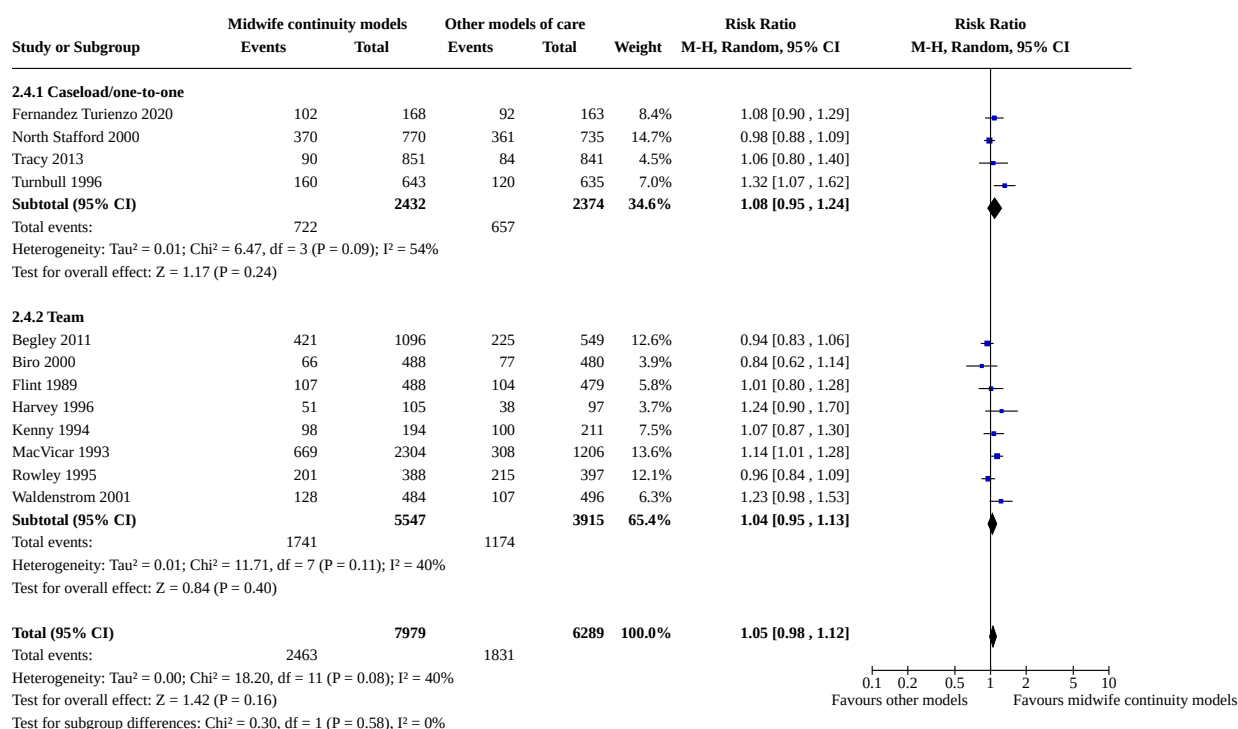 Midwife continuity models Other models of care Risk Ratio Risk Ratio
Study or Subgroup Events Total Events Total Weight M-H, Random, 95% CI M-H, Random, 95% CI
2.4.1 Caseload/one-to-one
Fernandez Turienzo 2020 102 168 92 163 8.4% 1.08 [0.90 , 1.29]
North Stafford 2000 370 770 361 735 14.7% 0.98 [0.88 , 1.09]
Tracy 2013 90 851 84 841 4.5% 1.06 [0.80 , 1.40]
Turnbull 1996 160 643 120 635 7.0% 1.32 [1.07 , 1.62]
Subtotal (95% CI) 2432 2374 34.6% 1.08 [0.95 , 1.24]
Total events: 722 657
Heterogeneity: Tau² = 0.01; Chi² = 6.47, df = 3 (P = 0.09); I² = 54%
Test for overall effect: Z = 1.17 (P = 0.24)
2.4.2 Team
Begley 2011 421 1096 225 549 12.6% 0.94 [0.83 , 1.06]
Biro 2000 66 488 77 480 3.9% 0.84 [0.62 , 1.14]
Flint 1989 107 488 104 479 5.8% 1.01 [0.80 , 1.28]
Harvey 1996 51 105 38 97 3.7% 1.24 [0.90 , 1.70]
Kenny 1994 98 194 100 211 7.5% 1.07 [0.87 , 1.30]
MacVicar 1993 669 2304 308 1206 13.6% 1.14 [1.01 , 1.28]
Rowley 1995 201 388 215 397 12.1% 0.96 [0.84 , 1.09]
Waldenstrom 2001 128 484 107 496 6.3% 1.23 [0.98 , 1.53]
Subtotal (95% CI) 5547 3915 65.4% 1.04 [0.95 , 1.13]
Total events: 1741 1174
Heterogeneity: Tau² = 0.01; Chi² = 11.71, df = 7 (P = 0.11); I² = 40%
Test for overall effect: Z = 0.84 (P = 0.40)
Total (95% CI) 7979 6289 100.0% 1.05 [0.98 , 1.12]
Total events: 2463 1831
Heterogeneity: Tau² = 0.00; Chi² = 18.20, df = 11 (P = 0.08); I² = 40%
0.1 0.2 0.5 1 2 5 10
Test for overall effect: Z = 1.42 (P = 0.16) Favours other models Favours midwife continuity models
Test for subgroup differences: Chi² = 0.30, df = 1 (P = 0.58), I² = 0%